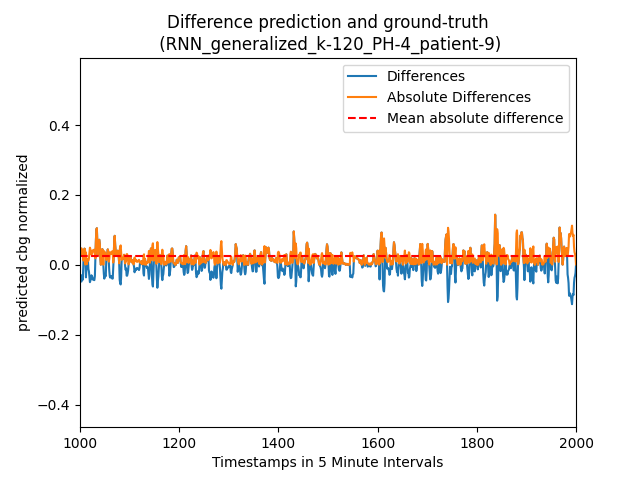 Difference prediction and ground-truth
(RNN_generalized_k-120_PH-4_patient-9)
Differences
Absolute Differences
Mean absolute difference
predicted cbg normalized
0.4
0.2
0.0
−0.2
−0.4
1000 1200 1400 1600 1800 2000
Timestamps in 5 Minute Intervals